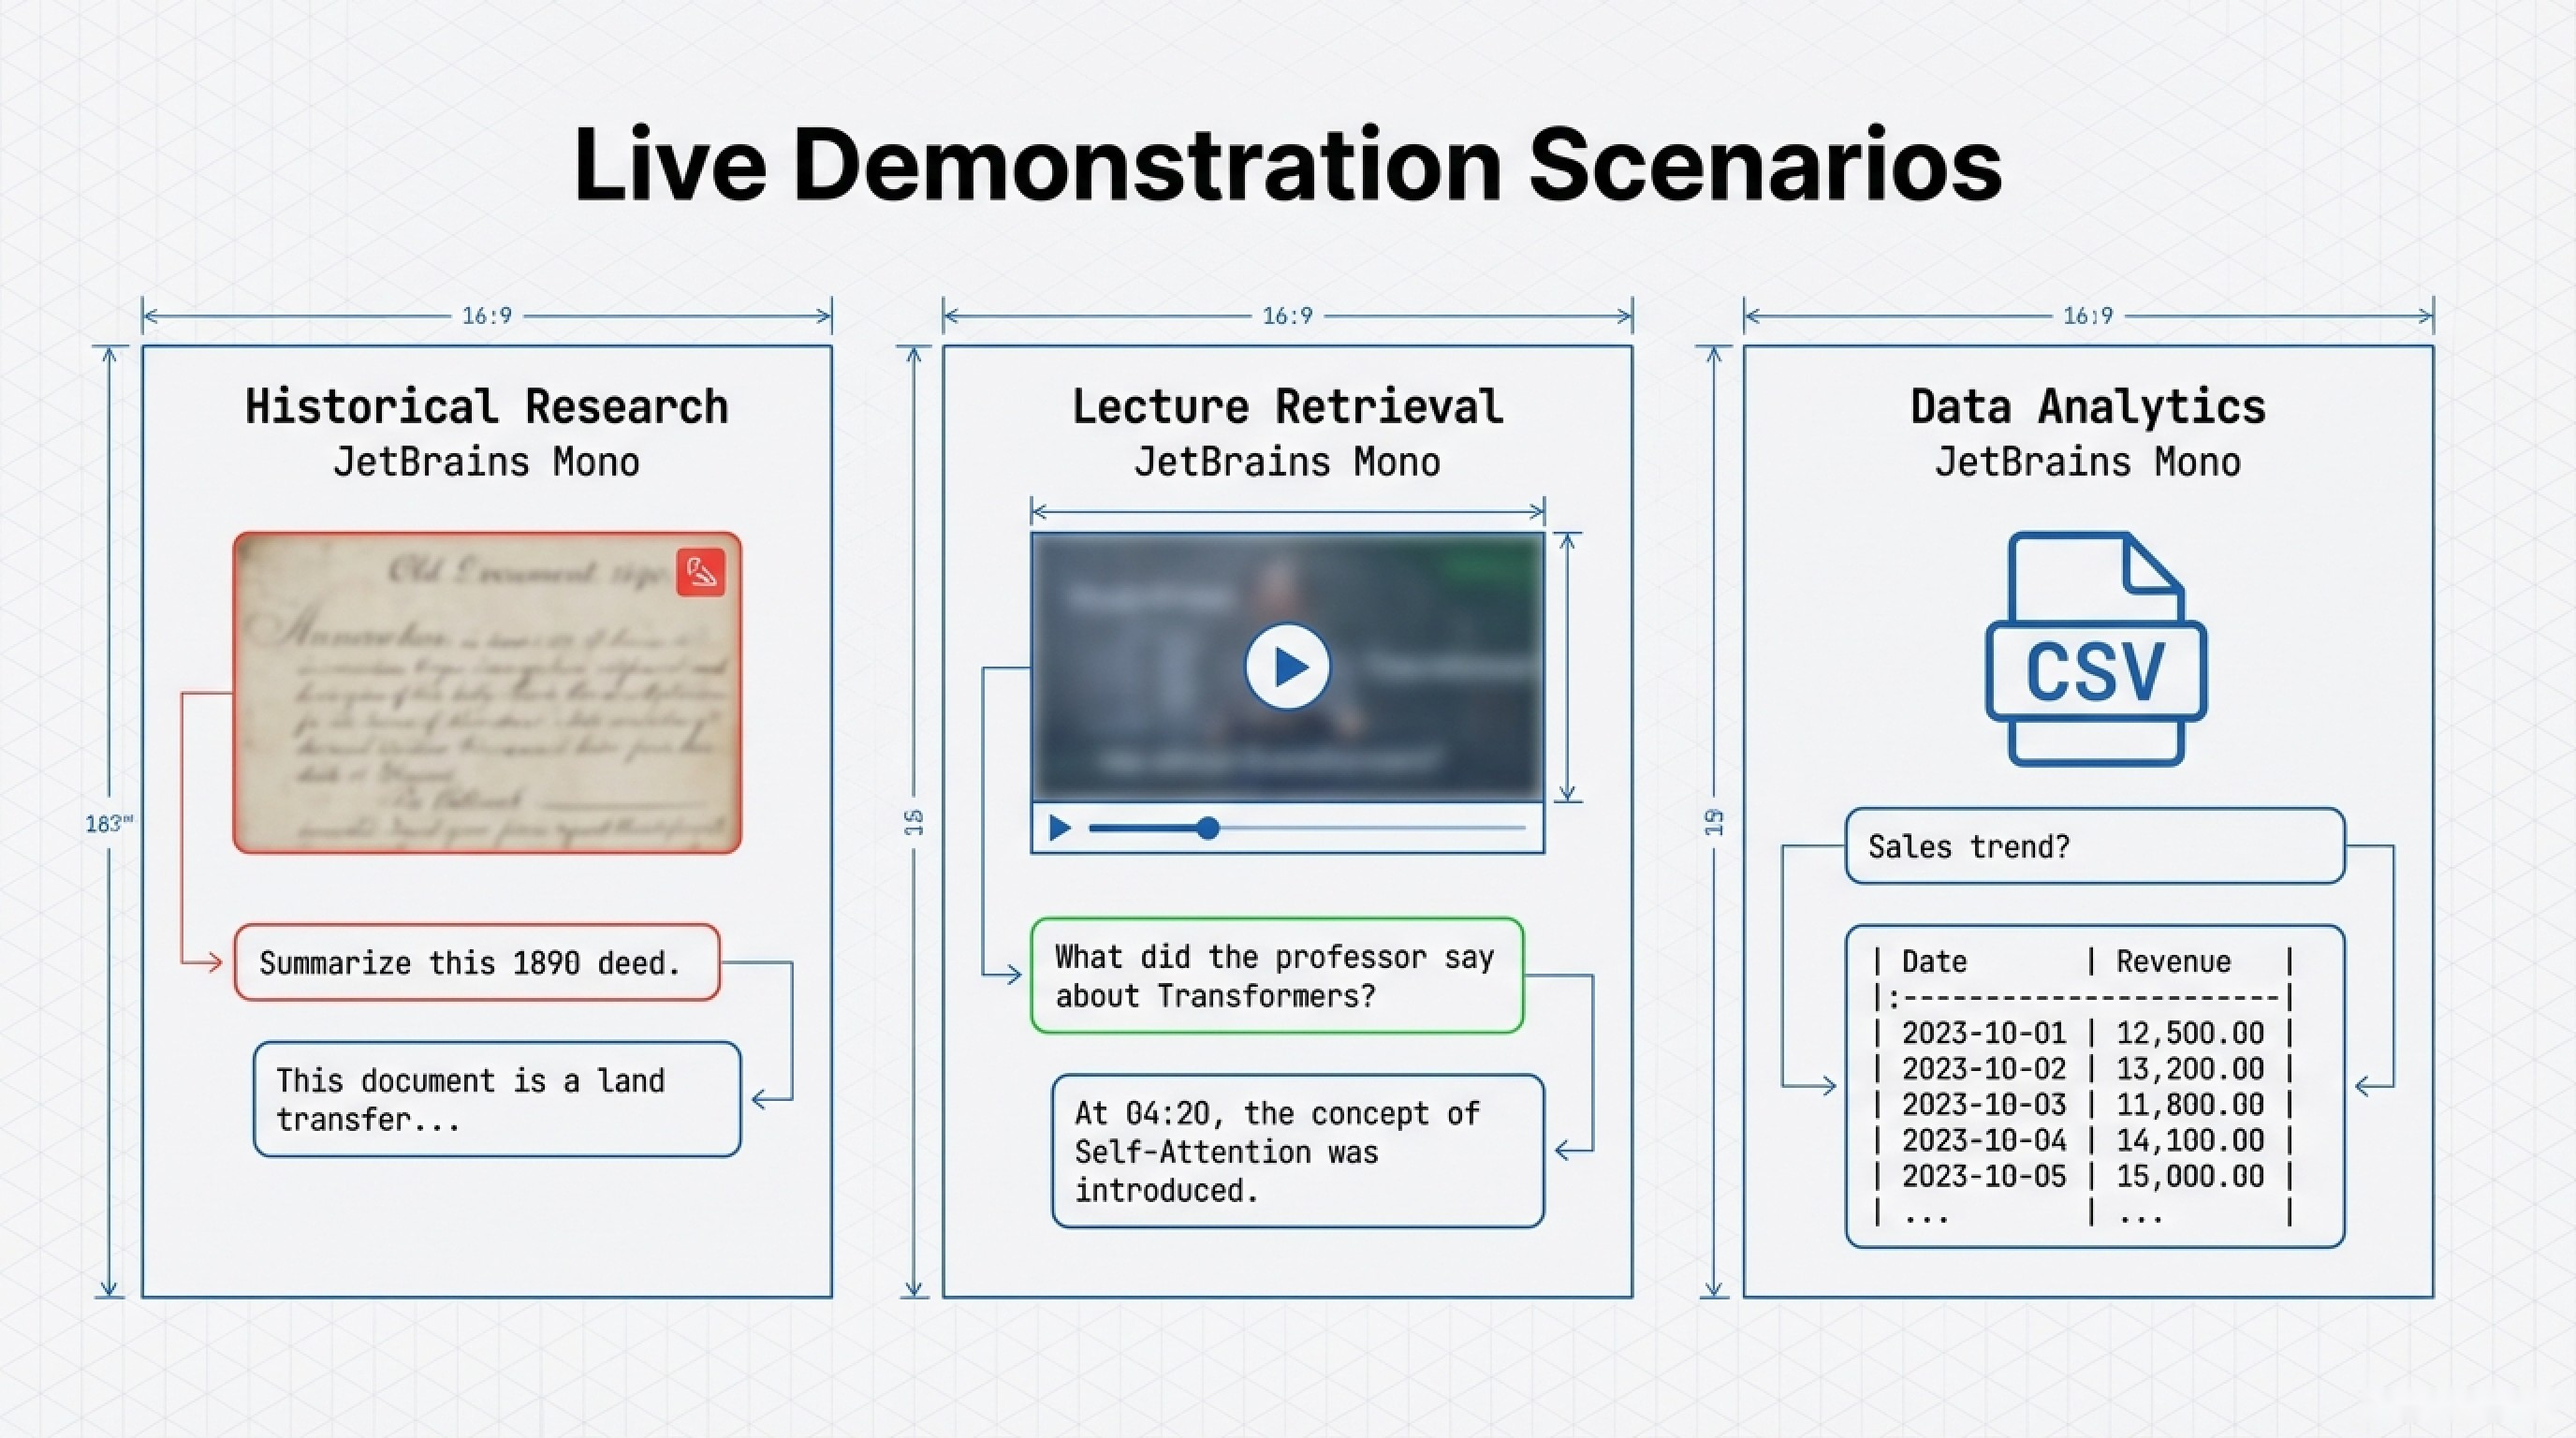 Live Demonstration Scenarios
16:9
183"
Historical Research
JetBrains Mono
Summarize this 1890 deed.
This document is a land
transfer...
16:9
Lecture Retrieval
JetBrains Mono
What did the professor say
about Transformers?
At 04:20, the concept of
Self-Attention was
introduced.
16:9
19
Data Analytics
JetBrains Mono
CSV
Sales trend?
| Date | Revenue |
|:-----------------------|
| 2023-10-01 | 12,500.00 |
| 2023-10-02 | 13,200.00 |
| 2023-10-03 | 11,800.00 |
| 2023-10-04 | 14,100.00 |
| 2023-10-05 | 15,000.00 |
| ... | ... |